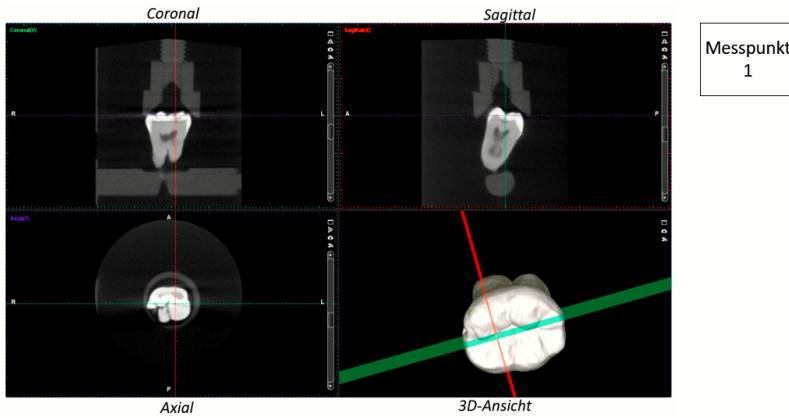 Coronal
Sagittal
Coronal(Y)
Sagittal(X)
Messpunkt
1
R
L
A
P
Axial(Z)
A
R
L
P
Axial
3D-Ansicht